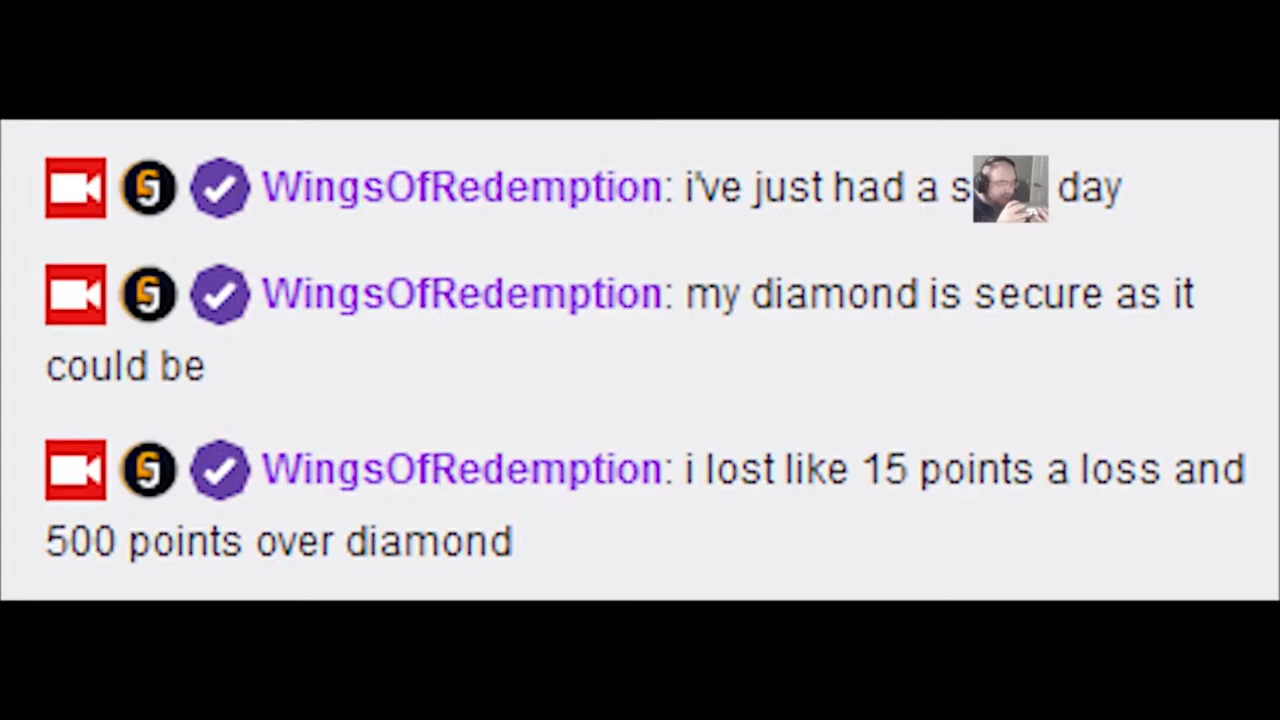 WingsOfRedemption: i've just had a s day
WingsOfRedemption: my diamond is secure as it
could be
WingsOfRedemption: i lost like 15 points a loss and
500 points over diamond